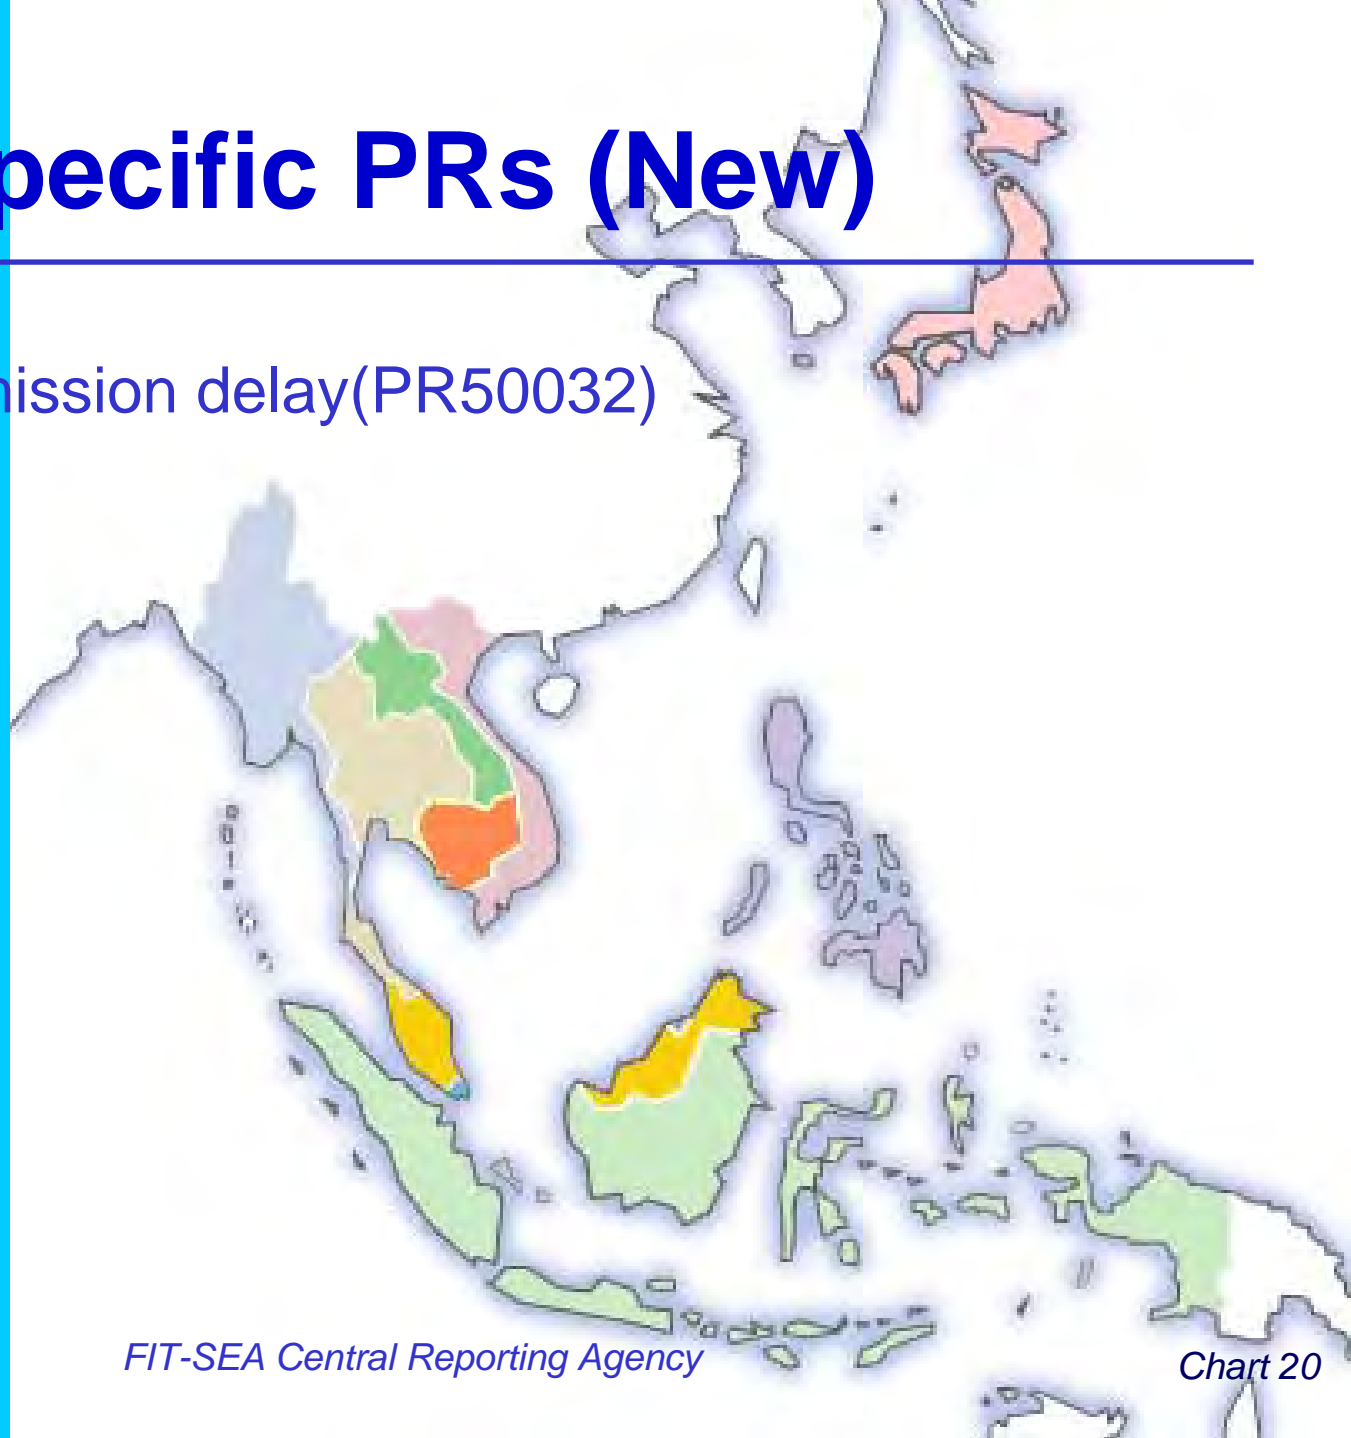 pecific PRs (New)
ission delay(PR50032)
FIT-SEA Central Reporting Agency
Chart 20